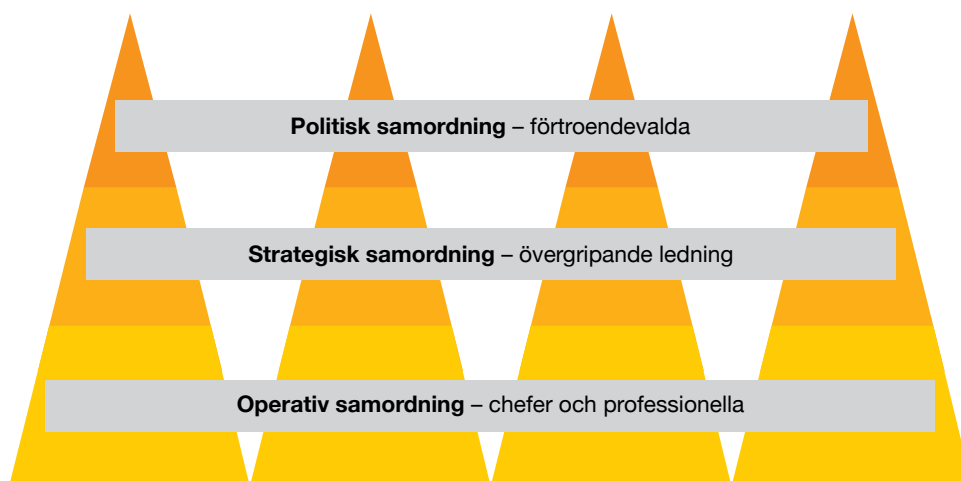 Politisk samordning – förtroendevalda
Strategisk samordning – övergripande ledning
Operativ samordning – chefer och professionella